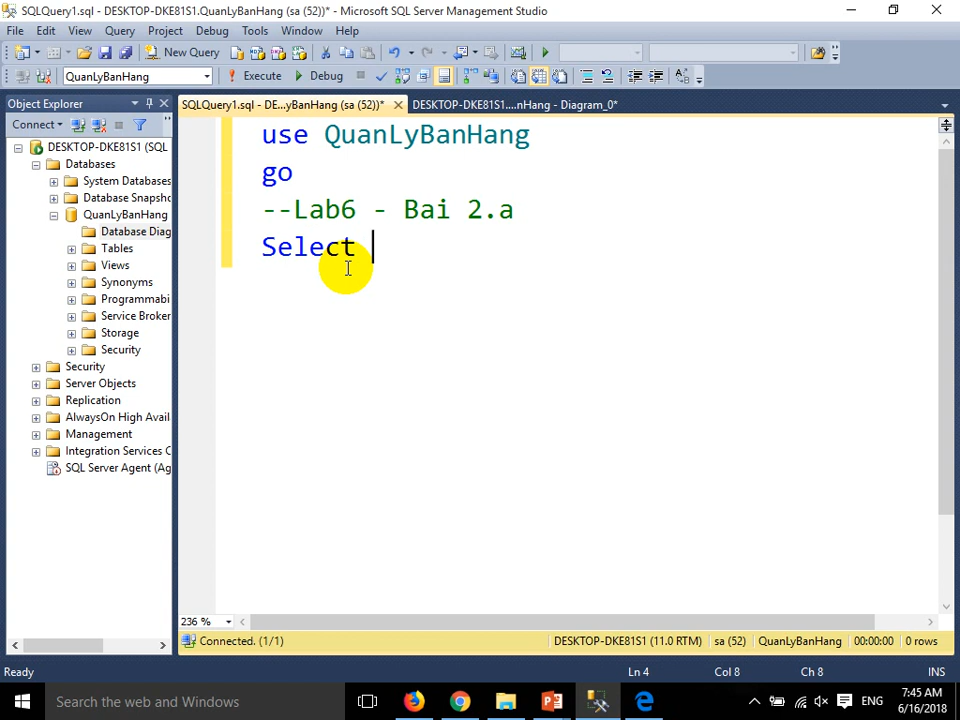 SQLQuery1.sql - DESKTOP-DKE81S1.QuanLyBanHang (sa (52))* - Microsoft SQL Server Management Studio
File Edit View Query Project Debug Tools Window Help
New Query
QuanLyBanHang Execute Debug
Object Explorer
SQLQuery1.sql - DE...yBanHang (sa (52))* DESKTOP-DKE81S1....nHang - Diagram_0*
Connect
DESKTOP-DKE81S1 (SQL
Databases
System Databases
Database Snapsho
QuanLyBanHang
Database Diag
Tables
Views
Synonyms
Programmabi
Service Broker
Storage
Security
Security
Server Objects
Replication
AlwaysOn High Avail
Management
Integration Services C
SQL Server Agent (Ag
use QuanLyBanHang
go
--Lab6 - Bai 2.a
Select
236 %
Connected. (1/1) DESKTOP-DKE81S1 (11.0 RTM) sa (52) QuanLyBanHang 00:00:00 0 rows
Ready Ln 4 Col 8 Ch 8 INS
Search the web and Windows ENG 7:45 AM
6/16/2018